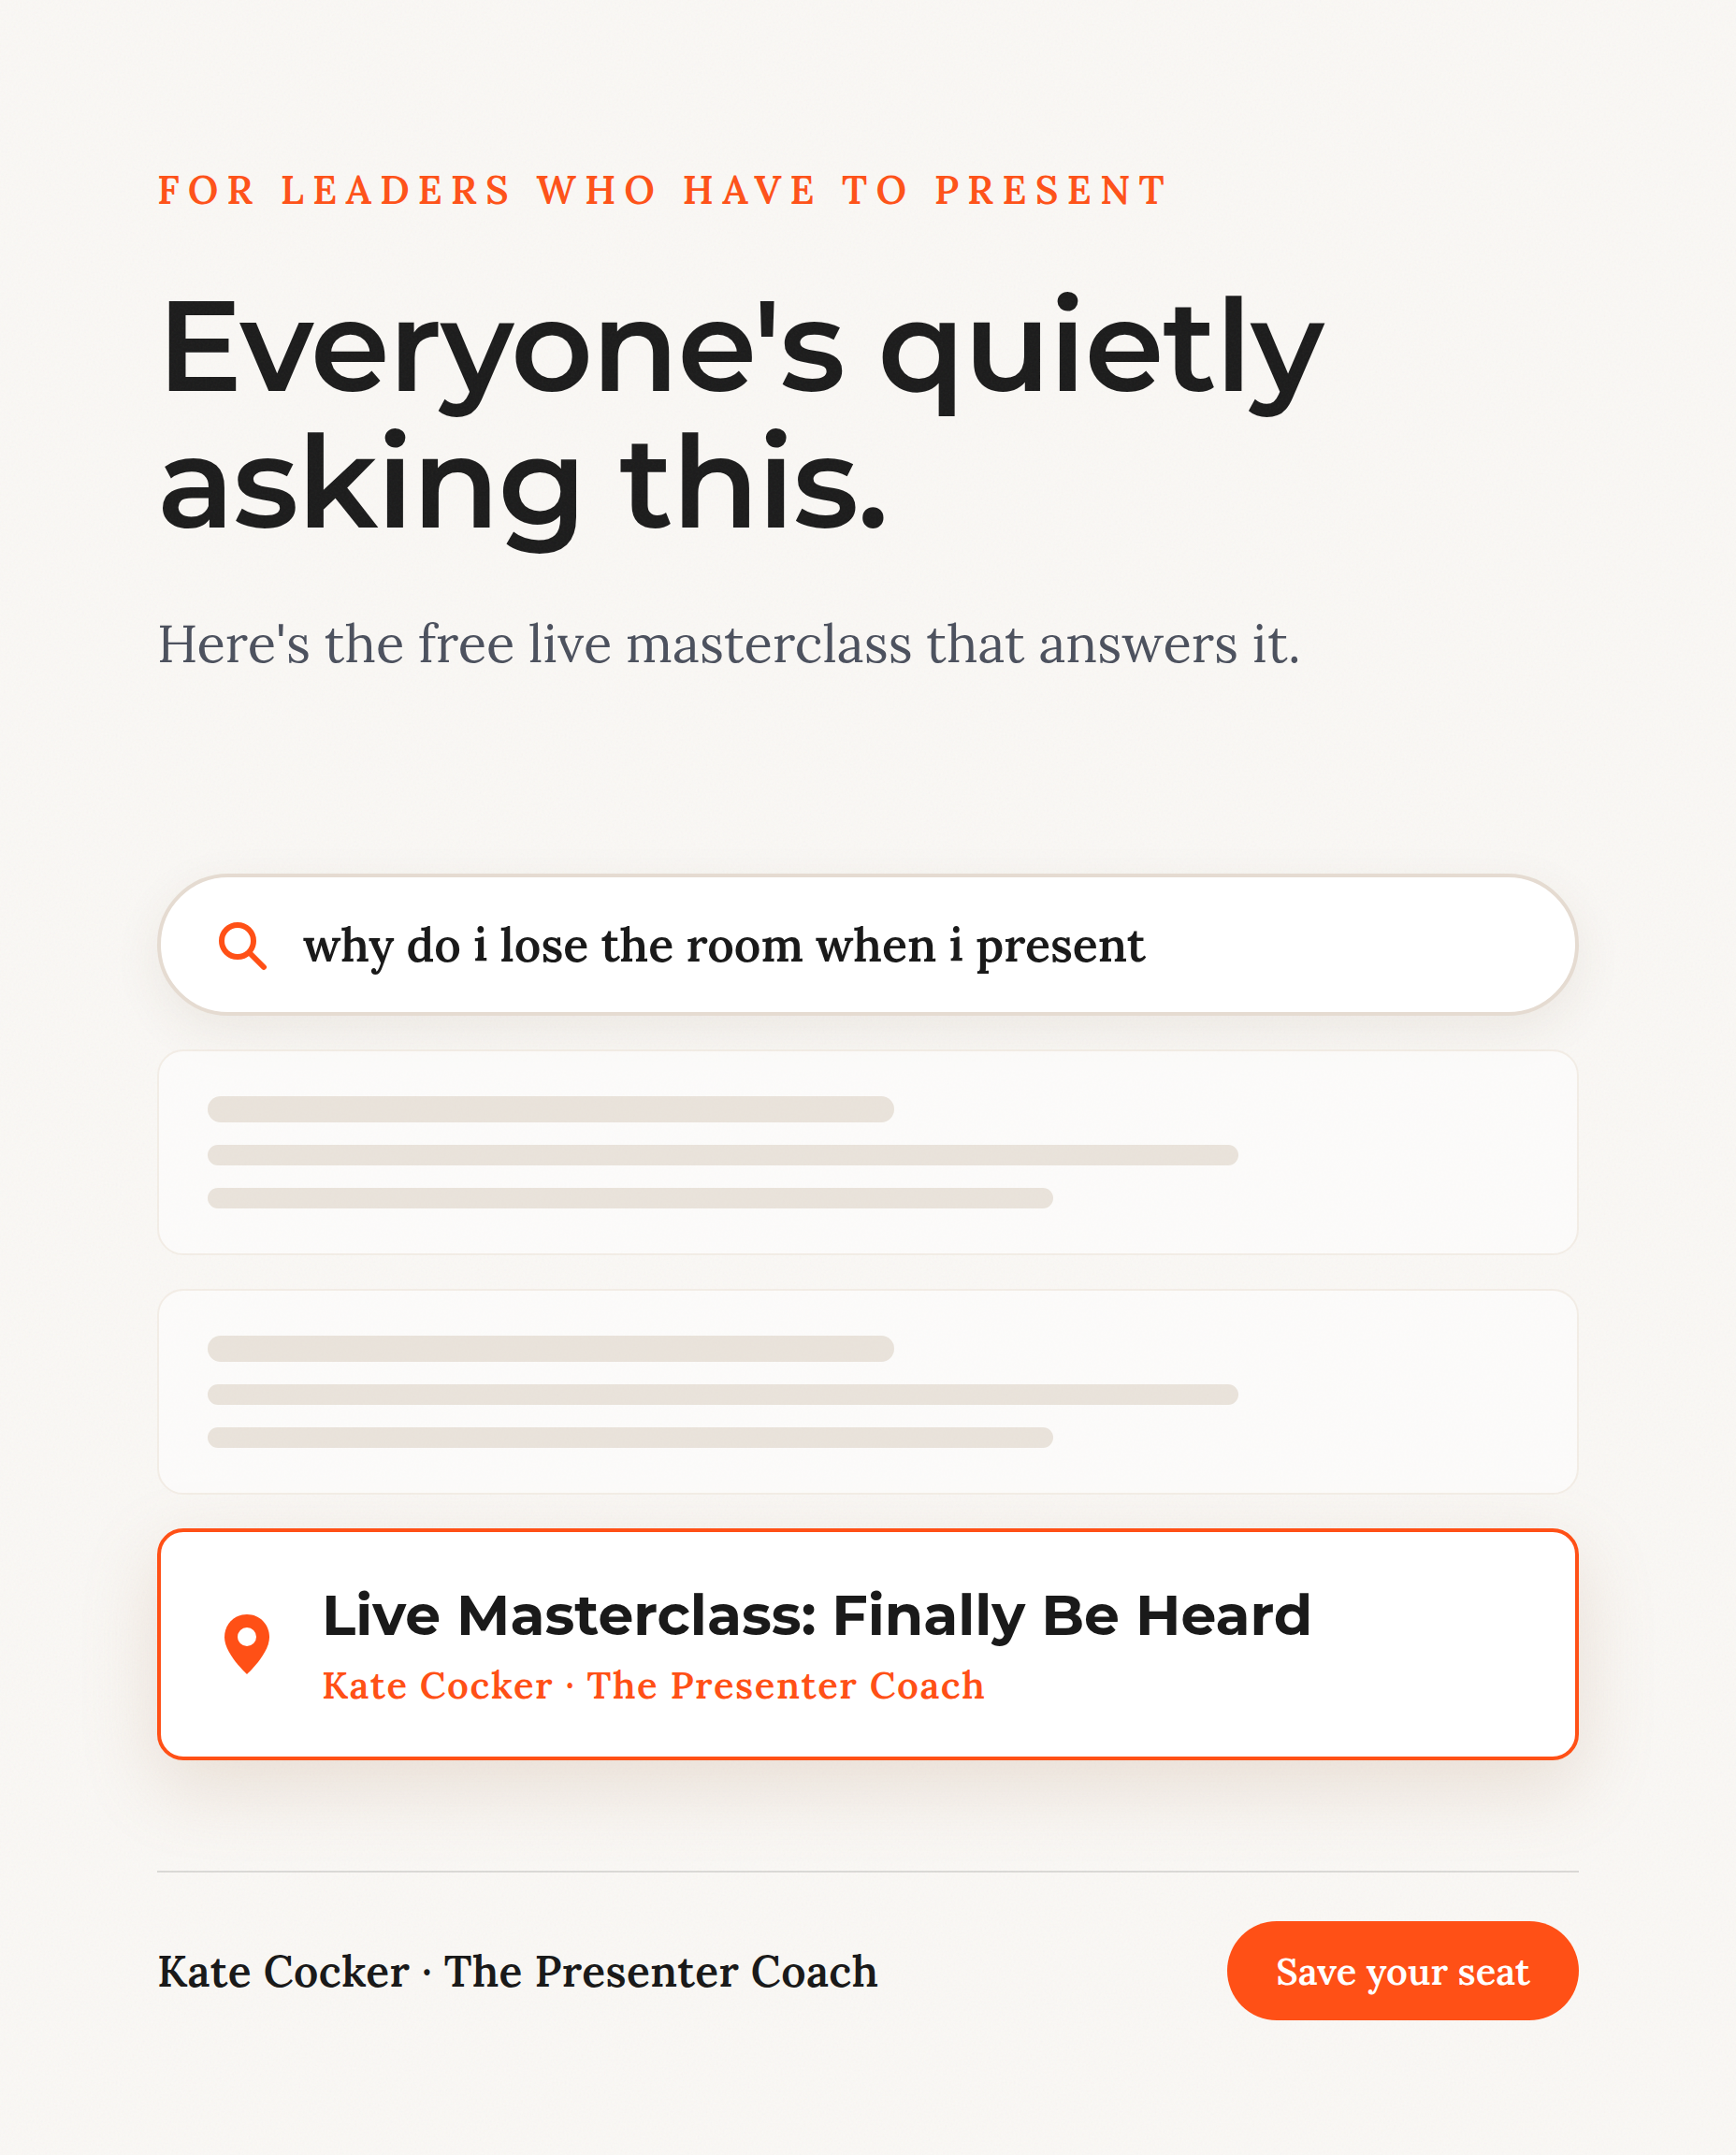 FOR LEADERS WHO HAVE TO PRESENT
Everyone's quietly
asking this.
Here's the free live masterclass that answers it.
why do i lose the room when i present
Live Masterclass: Finally Be Heard
Kate Cocker · The Presenter Coach
Kate Cocker · The Presenter Coach
Save your seat